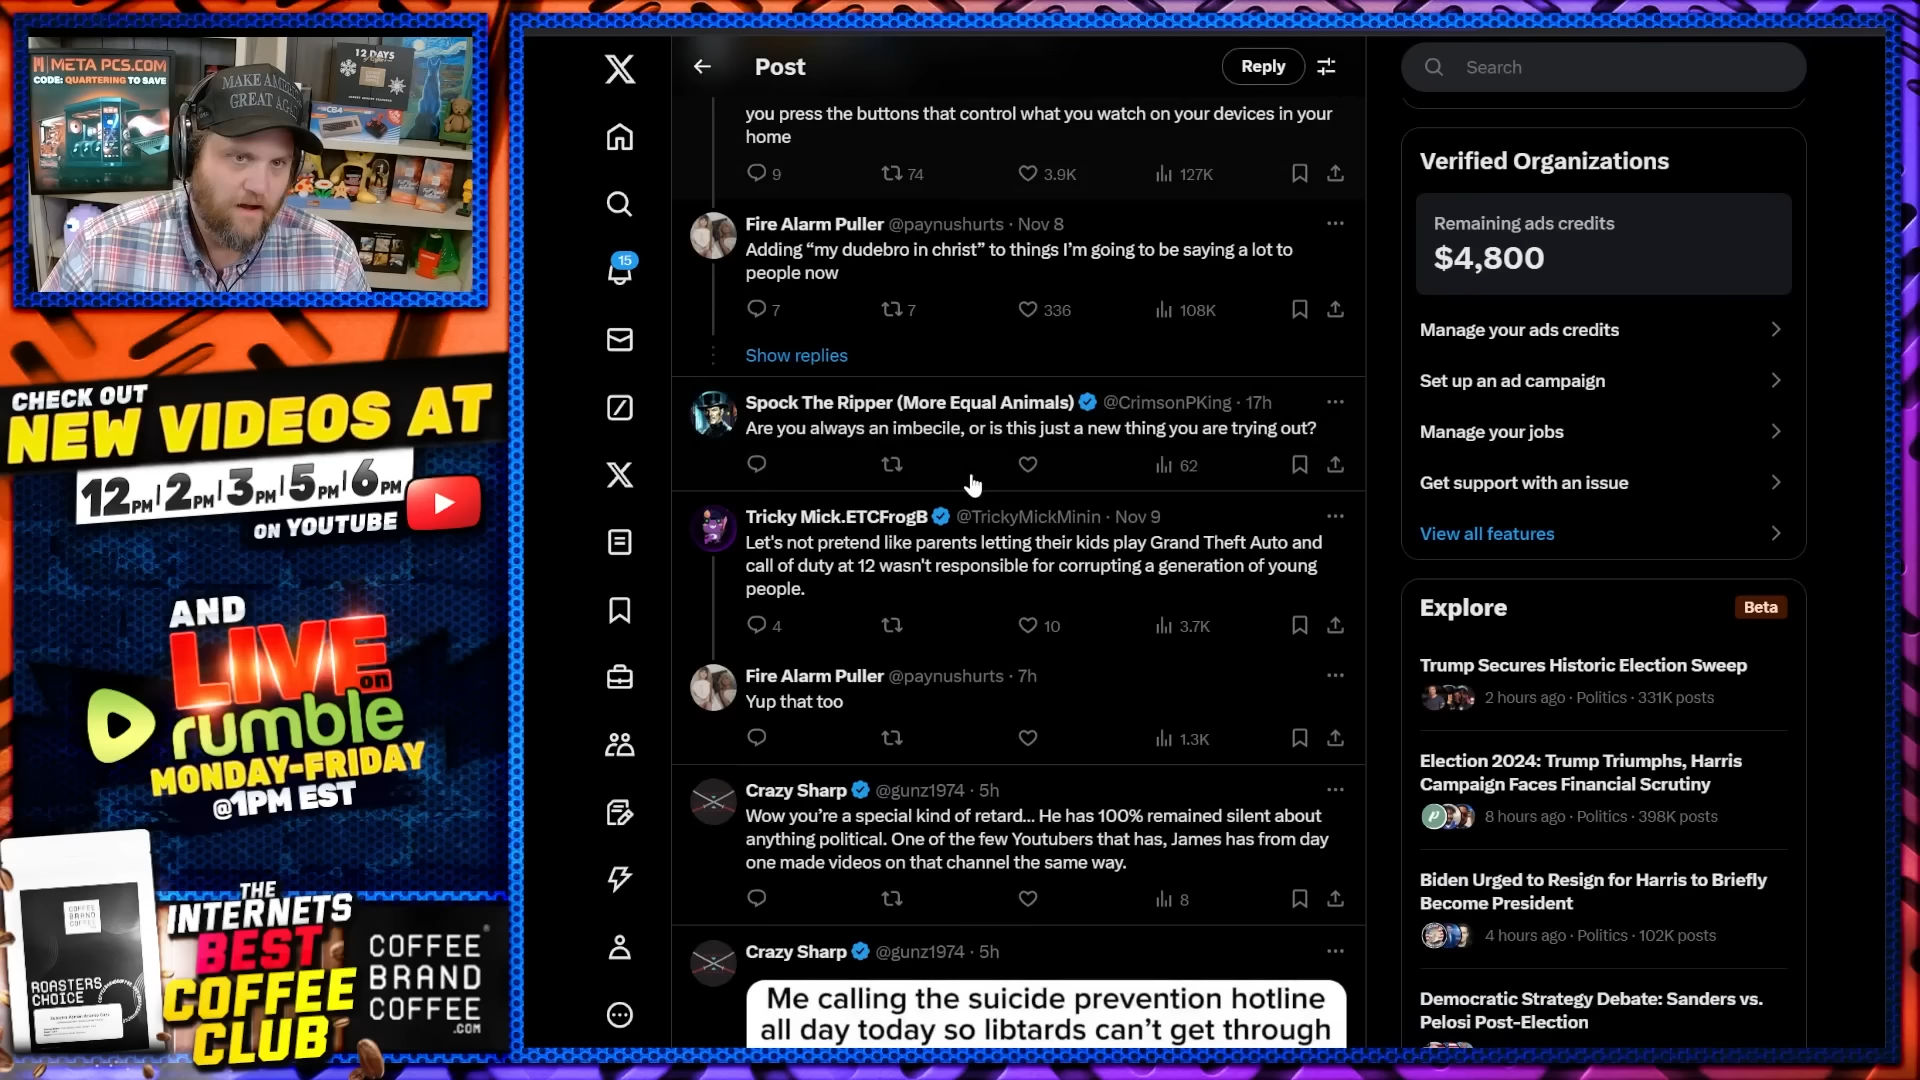 META PCS.COM
CODE: QUARTERING TO SAVE
12 DAYS
MAKE AMERICA
GREAT AGAIN
C64
CHECK OUT
NEW VIDEOS AT
12PM | 2PM | 3PM | 5PM | 6PM
ON YOUTUBE
AND
LIVE
on
rumble
MONDAY-FRIDAY
@1PM EST
COFFEE
BRAND
COFFEE
ROASTERS
CHOICE
THE
INTERNETS
BEST
COFFEE
CLUB
COFFEE
BRAND
COFFEE
.COM
15
Post
Reply
you press the buttons that control what you watch on your devices in your
home
9 74 3.9K 127K
Fire Alarm Puller @paynushurts · Nov 8
Adding “my dudebro in christ” to things I’m going to be saying a lot to
people now
7 7 336 108K
Show replies
Spock The Ripper (More Equal Animals) @CrimsonPKing · 17h
Are you always an imbecile, or is this just a new thing you are trying out?
62
Tricky Mick.ETCFrogB @TrickyMickMinin · Nov 9
Let's not pretend like parents letting their kids play Grand Theft Auto and
call of duty at 12 wasn't responsible for corrupting a generation of young
people.
4 10 3.7K
Fire Alarm Puller @paynushurts · 7h
Yup that too
1.3K
Crazy Sharp @gunz1974 · 5h
Wow you’re a special kind of retard... He has 100% remained silent about
anything political. One of the few Youtubers that has, James has from day
one made videos on that channel the same way.
8
Crazy Sharp @gunz1974 · 5h
Me calling the suicide prevention hotline
all day today so libtards can’t get through
Search
Verified Organizations
Remaining ads credits
$4,800
Manage your ads credits
Set up an ad campaign
Manage your jobs
Get support with an issue
View all features
Explore
Beta
Trump Secures Historic Election Sweep
2 hours ago · Politics · 331K posts
Election 2024: Trump Triumphs, Harris
Campaign Faces Financial Scrutiny
8 hours ago · Politics · 398K posts
Biden Urged to Resign for Harris to Briefly
Become President
4 hours ago · Politics · 102K posts
Democratic Strategy Debate: Sanders vs.
Pelosi Post-Election